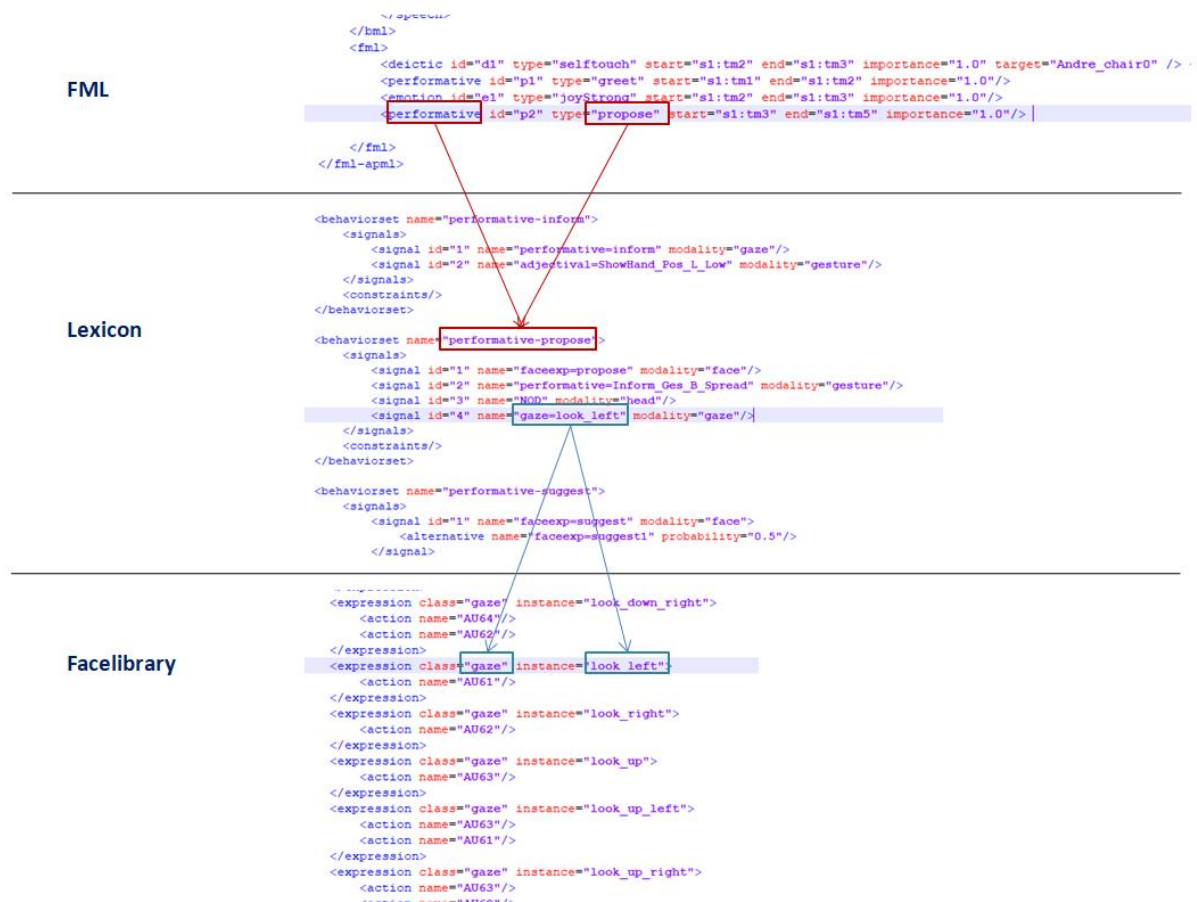 </speech>
</bml>
<fml>
<deictic id="d1" type="selftouch" start="s1:tm2" end="s1:tm3" importance="1.0" target="Andre_chair0" />
<performative id="p1" type="greet" start="s1:tm1" end="s1:tm2" importance="1.0"/>
<emotion id="e1" type="joyStrong" start="s1:tm2" end="s1:tm3" importance="1.0"/>
<performative id="p2" type="propose" start="s1:tm3" end="s1:tm5" importance="1.0"/>
</fml>
</fml-apml>
FML
<behaviorset name="performative-inform">
<signals>
<signal id="1" name="performative=inform" modality="gaze"/>
<signal id="2" name="adjectival=ShowHand_Pos_L_Low" modality="gesture"/>
</signals>
<constraints/>
</behaviorset>
Lexicon
<behaviorset name="performative-propose">
<signals>
<signal id="1" name="faceexp=propose" modality="face"/>
<signal id="2" name="performative=Inform_Ges_B_Spread" modality="gesture"/>
<signal id="3" name="NOD" modality="head"/>
<signal id="4" name="gaze=look_left" modality="gaze"/>
</signals>
<constraints/>
</behaviorset>
<behaviorset name="performative-suggest">
<signals>
<signal id="1" name="faceexp=suggest" modality="face">
<alternative name="faceexp=suggest1" probability="0.5"/>
</signal>
</expression>
<expression class="gaze" instance="look_down_right">
<action name="AU64"/>
<action name="AU62"/>
</expression>
Facelibrary
<expression class="gaze" instance="look_left">
<action name="AU61"/>
</expression>
<expression class="gaze" instance="look_right">
<action name="AU62"/>
</expression>
<expression class="gaze" instance="look_up">
<action name="AU63"/>
</expression>
<expression class="gaze" instance="look_up_left">
<action name="AU63"/>
<action name="AU61"/>
</expression>
<expression class="gaze" instance="look_up_right">
<action name="AU63"/>